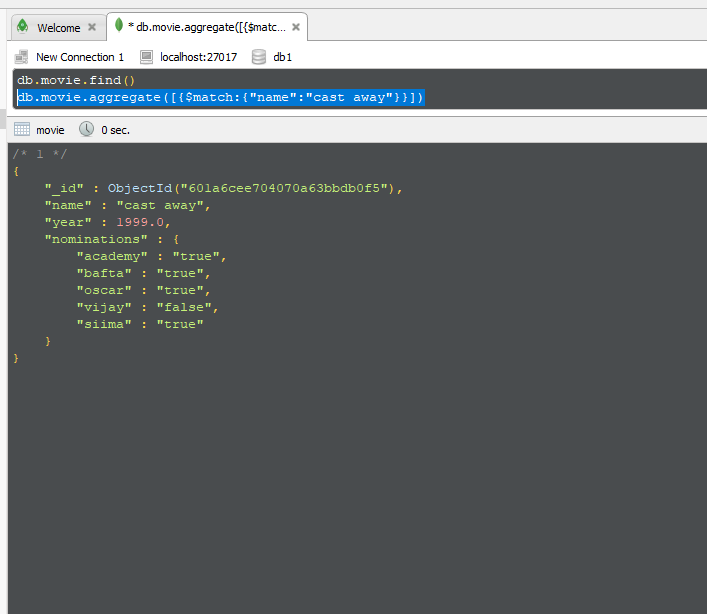 Welcome
* db.movie.aggregate([{$matc...
New Connection 1 localhost:27017 db1
db.movie.find()
db.movie.aggregate([{$match:{"name":"cast away"}}])
movie 0 sec.
/* 1 */
{
    "_id" : ObjectId("601a6cee704070a63bbdb0f5"),
    "name" : "cast away",
    "year" : 1999.0,
    "nominations" : {
        "academy" : "true",
        "bafta" : "true",
        "oscar" : "true",
        "vijay" : "false",
        "siima" : "true"
    }
}